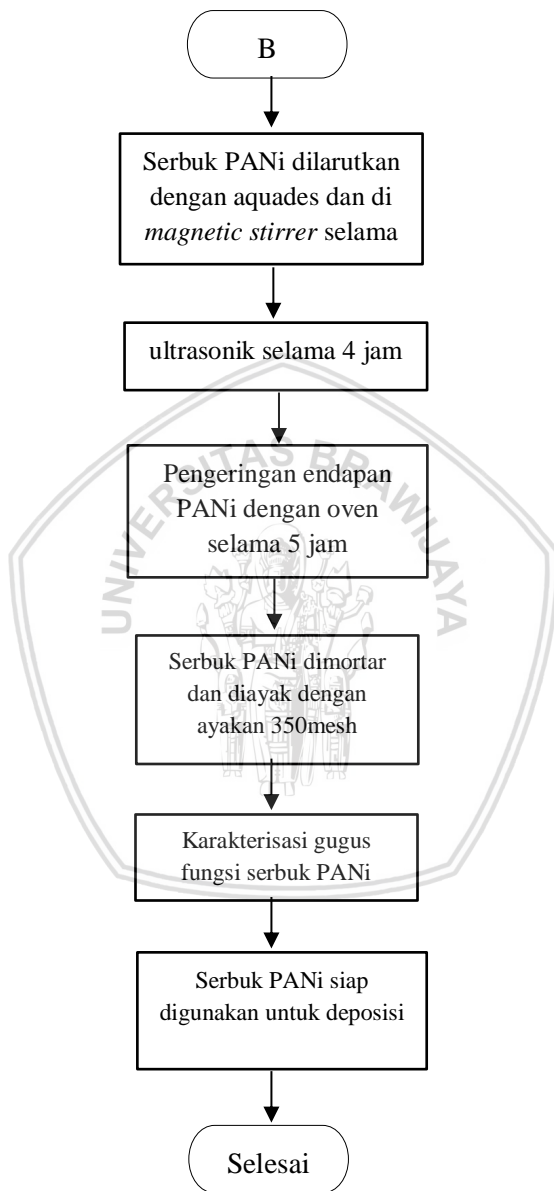 B
Serbuk PANi dilarutkan
dengan aquades dan di
magnetic stirrer selama
ultrasonik selama 4 jam
UNIVERSITAS BRAWIJAYA
Pengeringan endapan
PANi dengan oven
selama 5 jam
Serbuk PANi dimortar
dan diayak dengan
ayakan 350mesh
Karakterisasi gugus
fungsi serbuk PANi
Serbuk PANi siap
digunakan untuk deposisi
Selesai